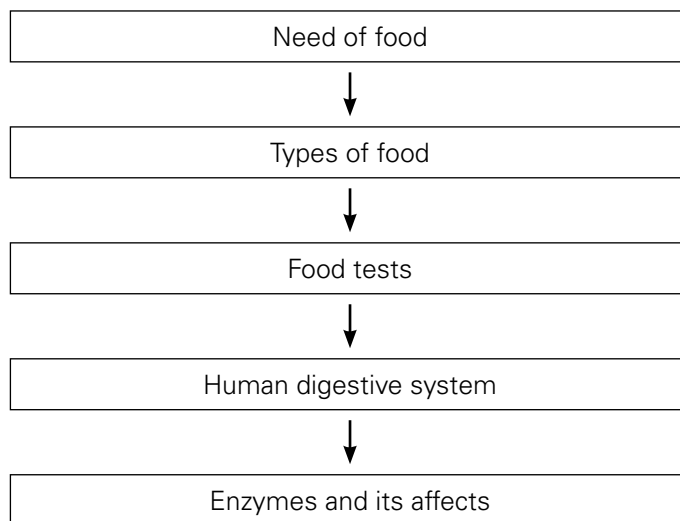 Need of food
Types of food
Food tests
Human digestive system
Enzymes and its affects